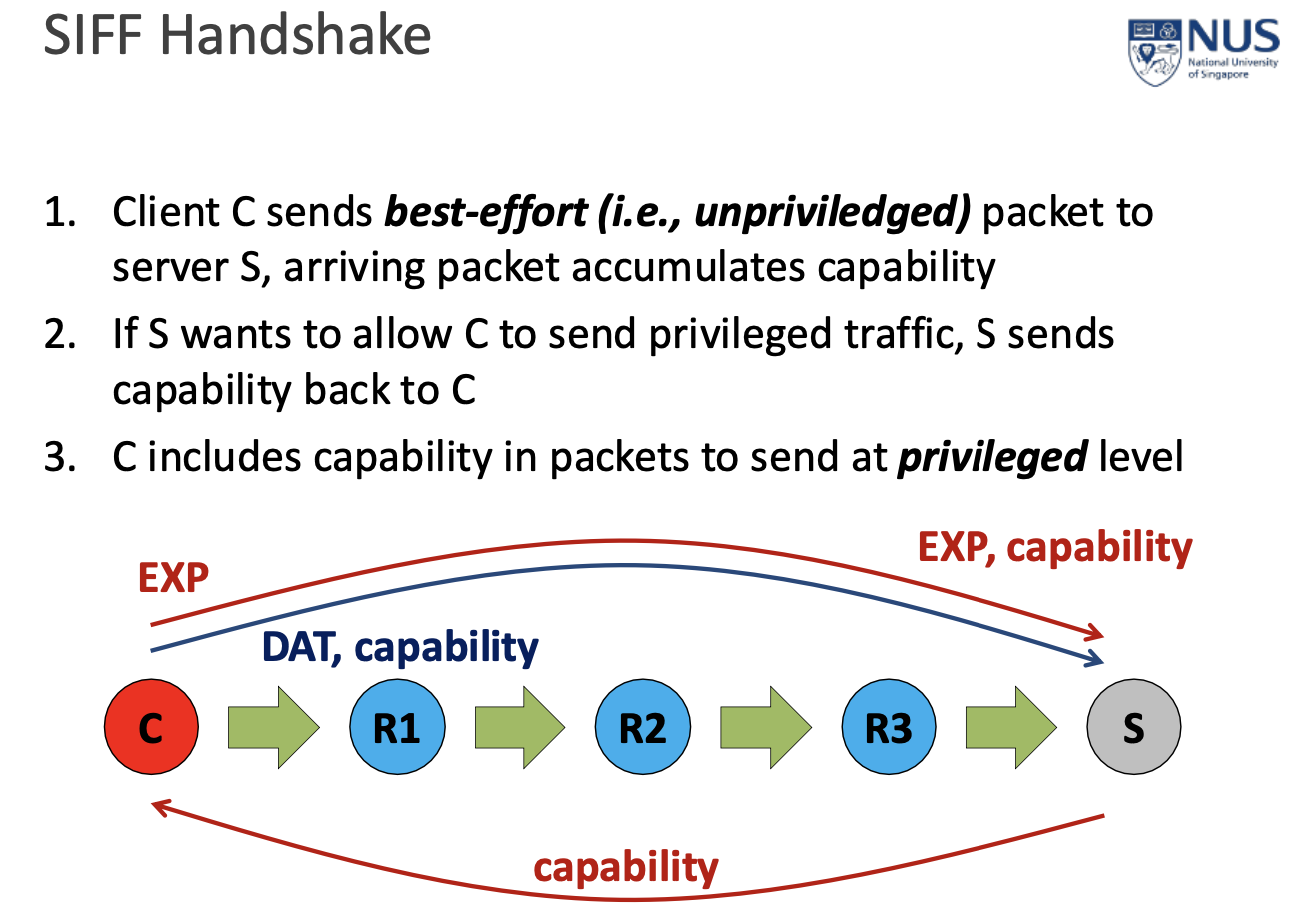 SIFF Handshake
NUS
National University
of Singapore
1. Client C sends best-effort (i.e., unpriviledged) packet to
server S, arriving packet accumulates capability
2. If S wants to allow C to send privileged traffic, S sends
capability back to C
3. C includes capability in packets to send at privileged level
EXP
EXP, capability
DAT, capability
C
R1
R2
R3
S
capability